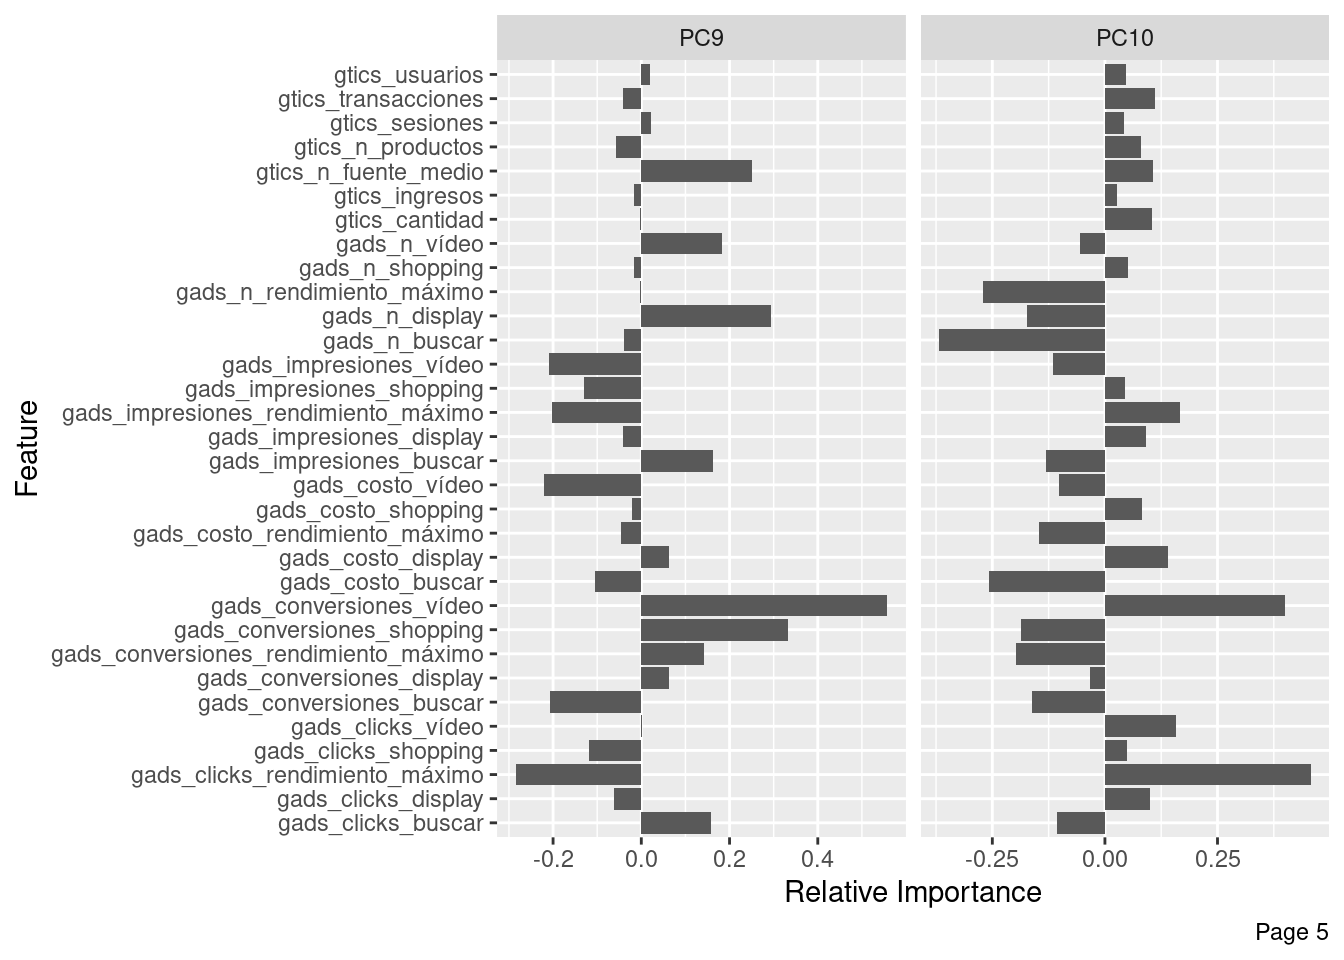 PC9 PC10
gtics_usuarios
gtics_transacciones
gtics_sesiones
gtics_n_productos
gtics_n_fuente_medio
gtics_ingresos
gtics_cantidad
gads_n_vídeo
gads_n_shopping
gads_n_rendimiento_máximo
gads_n_display
gads_n_buscar
gads_impresiones_vídeo
gads_impresiones_shopping
gads_impresiones_rendimiento_máximo
gads_impresiones_display
gads_impresiones_buscar
gads_costo_vídeo
gads_costo_shopping
gads_costo_rendimiento_máximo
gads_costo_display
gads_costo_buscar
gads_conversiones_vídeo
gads_conversiones_shopping
gads_conversiones_rendimiento_máximo
gads_conversiones_display
gads_conversiones_buscar
gads_clicks_vídeo
gads_clicks_shopping
gads_clicks_rendimiento_máximo
gads_clicks_display
gads_clicks_buscar
Feature
-0.2 0.0 0.2 0.4 -0.25 0.00 0.25
Relative Importance
Page 5